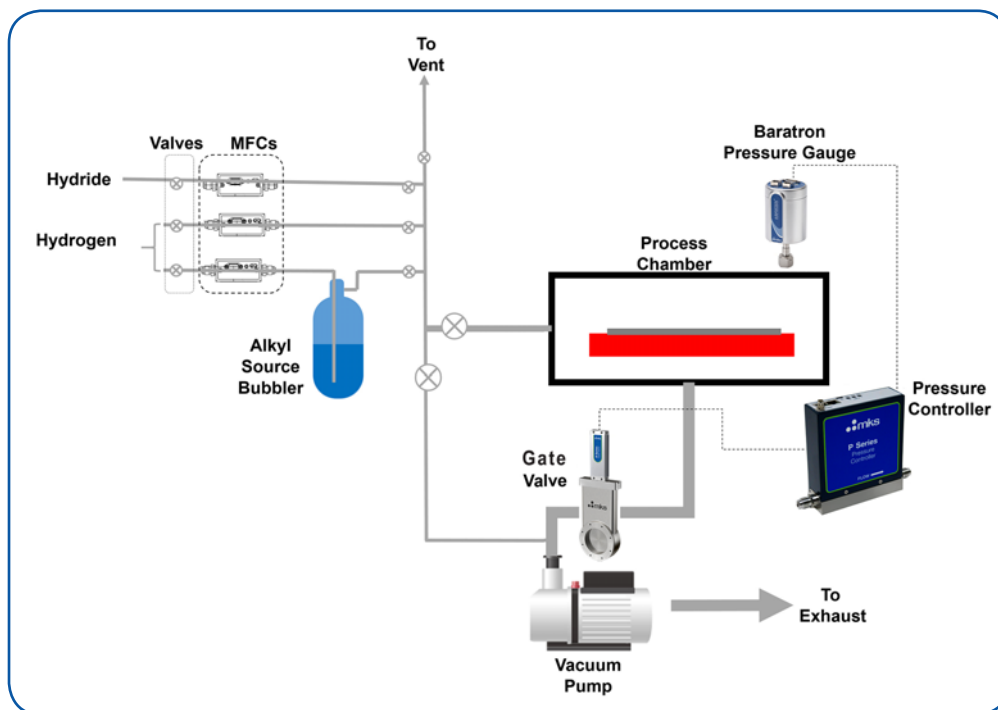 To
Vent
Valves
MFCs
Hydride
Hydrogen
Alkyl
Source
Bubbler
Baratron
Pressure Gauge
Process
Chamber
Pressure
Controller
mks
P Series
Pressure
Controller
Gate
Valve
mks
To
Exhaust
Vacuum
Pump